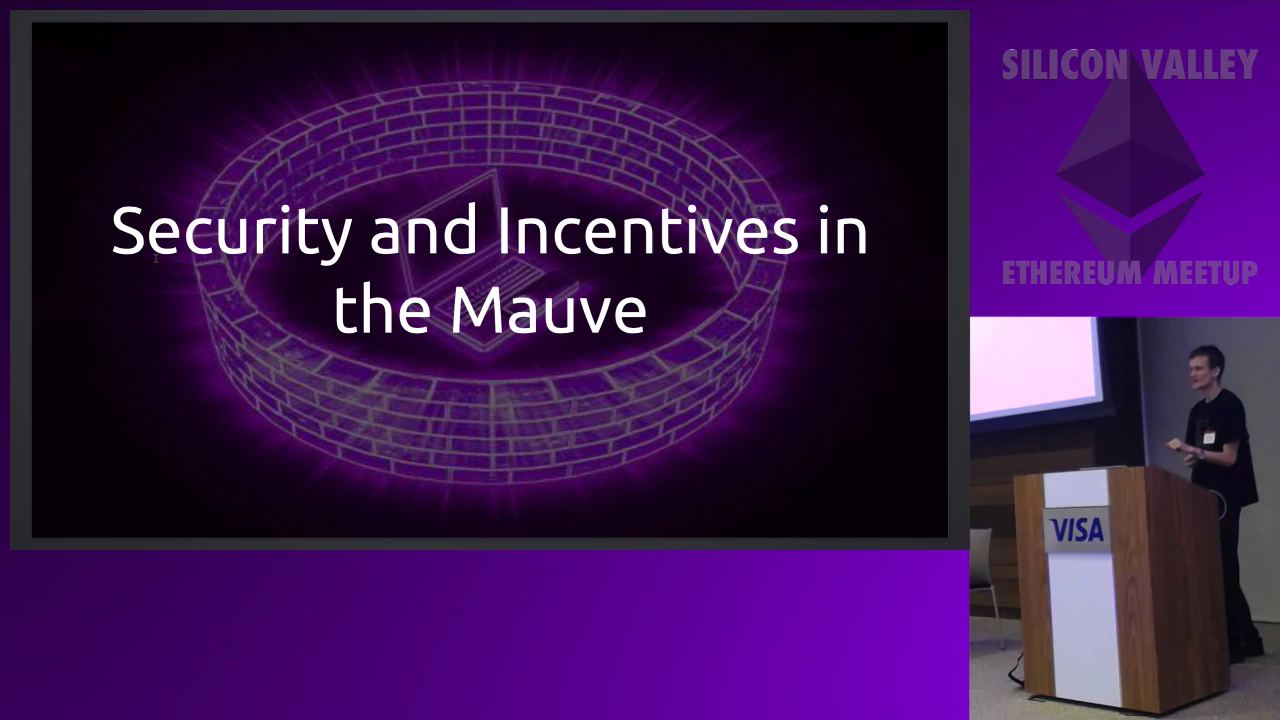 Security and Incentives in
the Mauve
SILICON VALLEY
ETHEREUM MEETUP
VISA